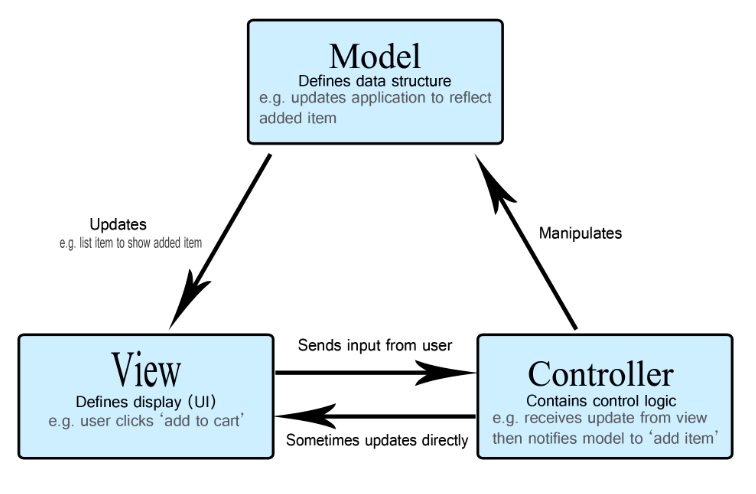 Model
Defines data structure
e.g. updates application to reflect
added item
Updates
e.g. list item to show added item
Manipulates
View
Defines display (UI)
e.g. user clicks ‘add to cart’
Sends input from user
Sometimes updates directly
Controller
Contains control logic
e.g. receives update from view
then notifies model to ‘add item’